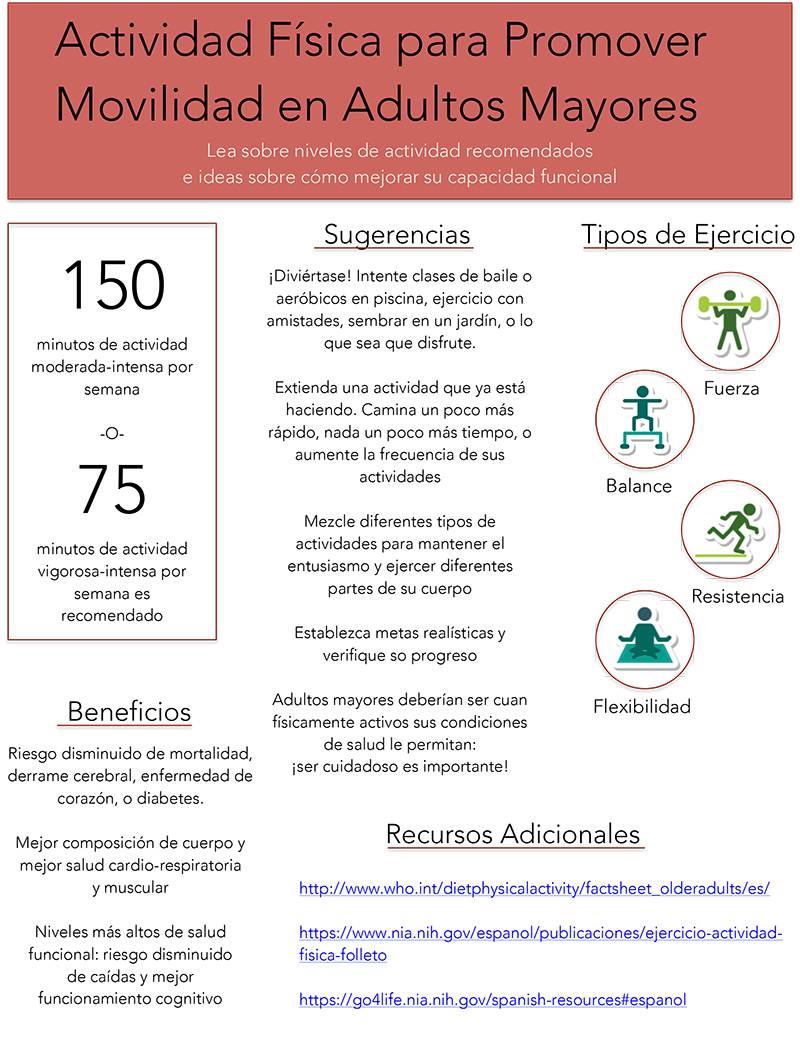 Actividad Física para Promover
Movilidad en Adultos Mayores
Lea sobre niveles de actividad recomendados
e ideas sobre cómo mejorar su capacidad funcional
150
minutos de actividad
moderada-intensa por
semana
-O-
75
minutos de actividad
vigorosa-intensa por
semana es
recomendado
Beneficios
Riesgo disminuido de mortalidad,
derrame cerebral, enfermedad de
corazón, o diabetes.
Mejor composición de cuerpo y
mejor salud cardio-respiratoria
y muscular
Niveles más altos de salud
funcional: riesgo disminuido
de caídas y mejor
funcionamiento cognitivo
Sugerencias
¡Diviértase! Intente clases de baile o
aeróbicos en piscina, ejercicio con
amistades, sembrar en un jardín, o lo
que sea que disfrute.
Extienda una actividad que ya está
haciendo. Camina un poco más
rápido, nada un poco más tiempo, o
aumente la frecuencia de sus
actividades
Mezcle diferentes tipos de
actividades para mantener el
entusiasmo y ejercer diferentes
partes de su cuerpo
Establezca metas realísticas y
verifique so progreso
Adultos mayores deberían ser cuan
físicamente activos sus condiciones
de salud le permitan:
¡ser cuidadoso es importante!
Tipos de Ejercicio
Fuerza
Balance
Resistencia
Flexibilidad
Recursos Adicionales
http://www.who.int/dietphysicalactivity/factsheet_olderadults/es/
https://www.nia.nih.gov/espanol/publicaciones/ejercicio-actividad-
fisica-folleto
https://go4life.nia.nih.gov/spanish-resources#espanol